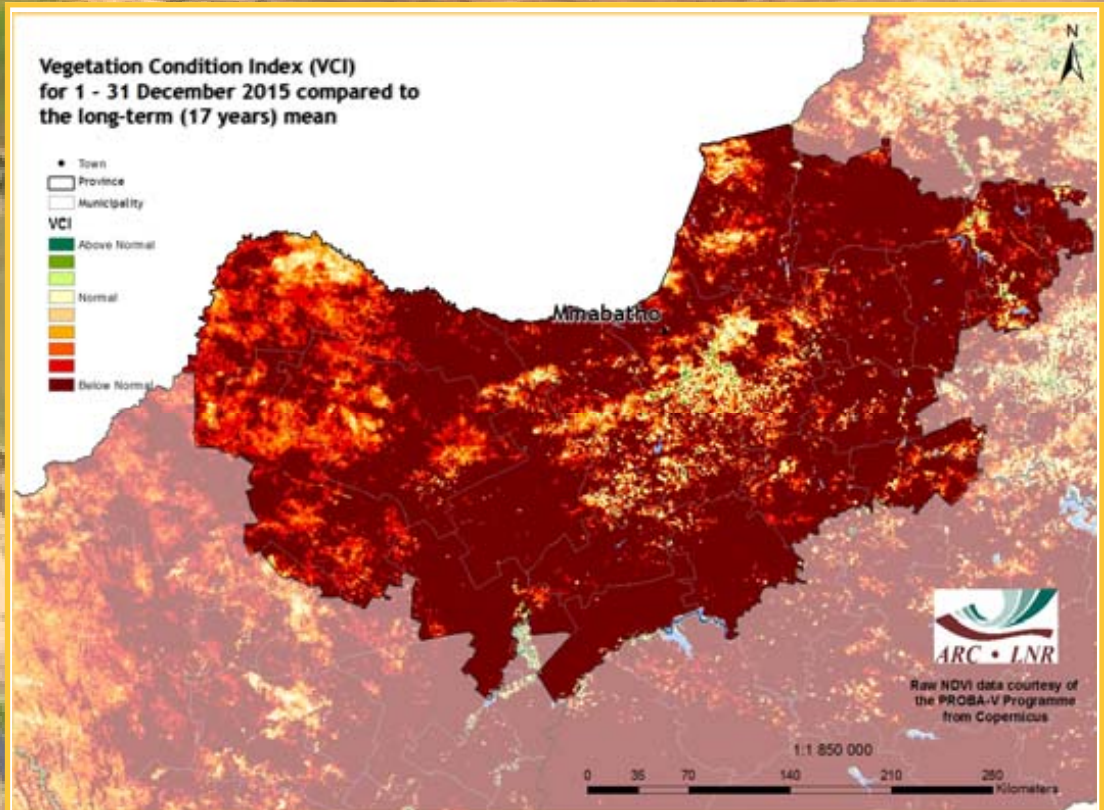 Vegetation Condition Index (VCI)
for 1 - 31 December 2015 compared to
the long-term (17 years) mean
N
Town
Province
Municipality
VCI
Above Normal
Normal
Below Normal
Mmabatho
ARC • LNR
Raw NDVI data courtesy of
the PROBA-V Programme
from Copernicus
1:1 850 000
0 35 70 140 210 280
Kilometers